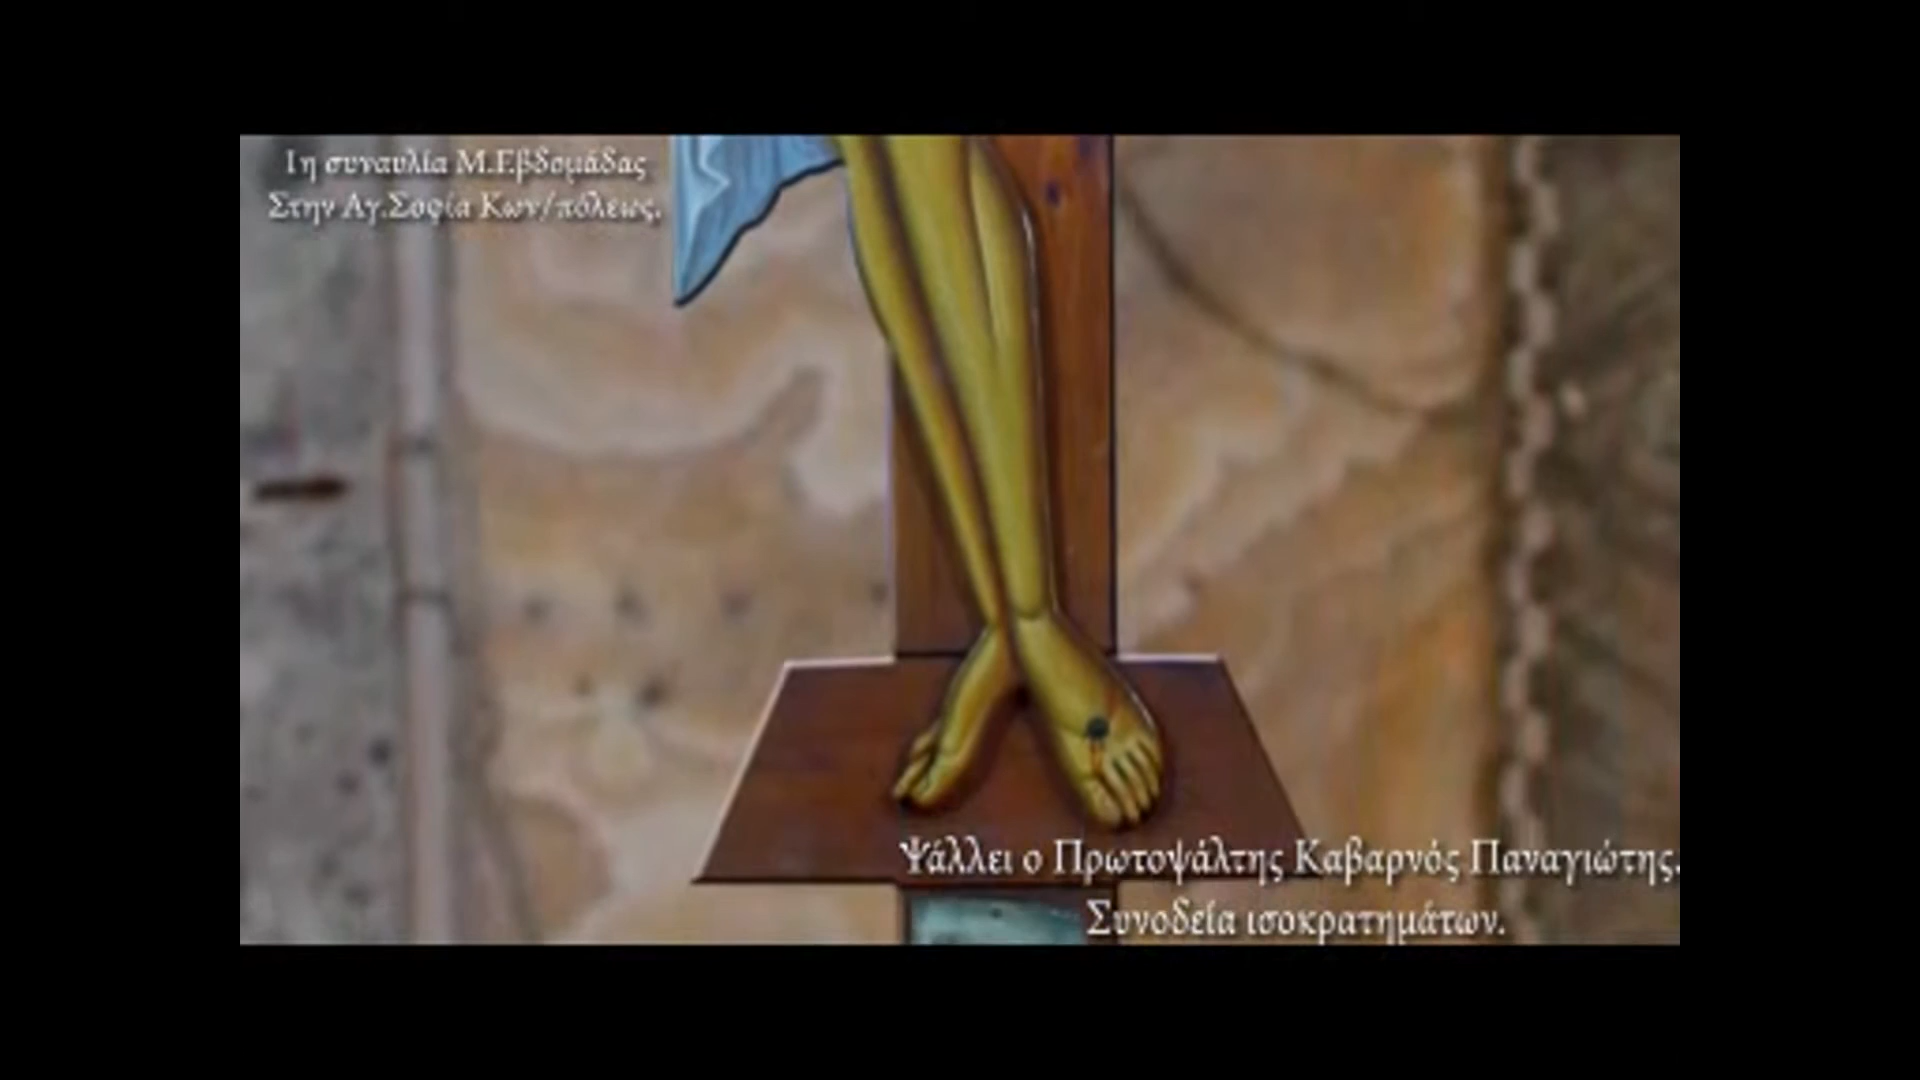 1η συναυλία Μ.Εβδομάδας
Στην Αγ.Σοφία Κων/πόλεως.
Ψάλλει ο Πρωτοψάλτης Καβαρνός Παναγιώτης.
Συνοδεία ισοκρατημάτων.